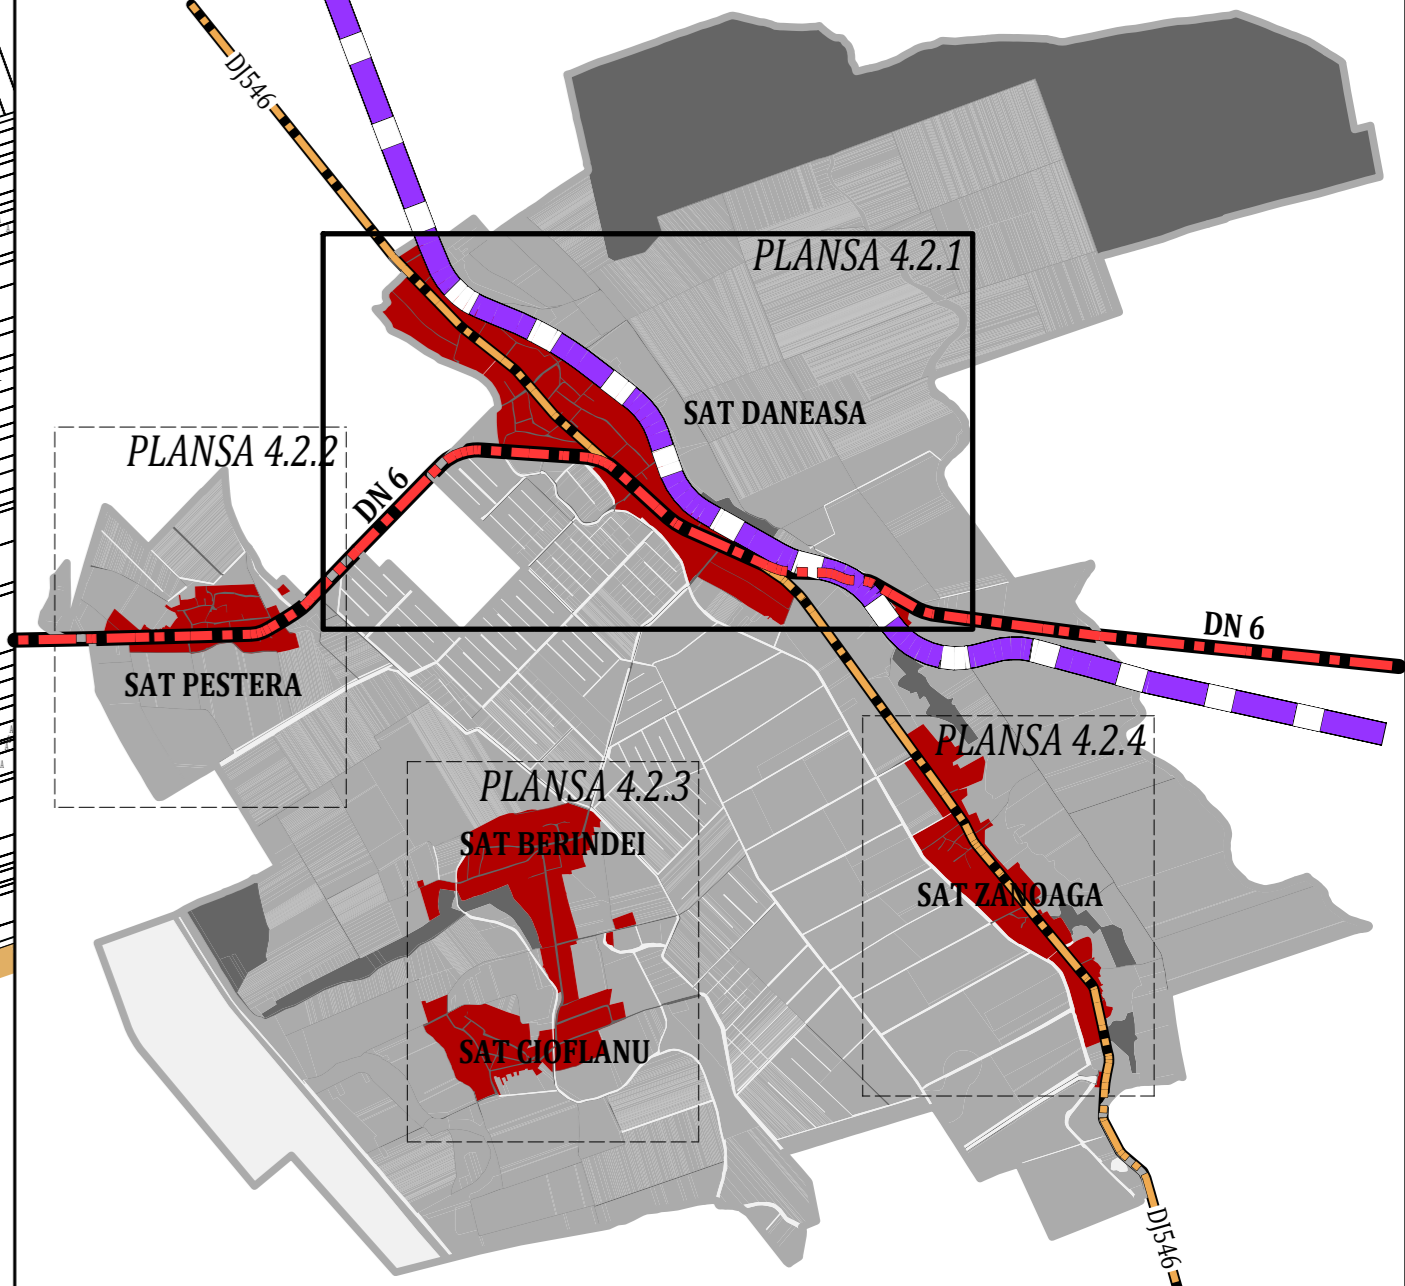 DJ546
PLANSA 4.2.1
SAT DANEASA
PLANSA 4.2.2
DN 6
DN 6
SAT PESTERA
PLANSA 4.2.4
PLANSA 4.2.3
SAT BERINDEI
SAT ZANOAGA
SAT CIOFLANU
DJ546